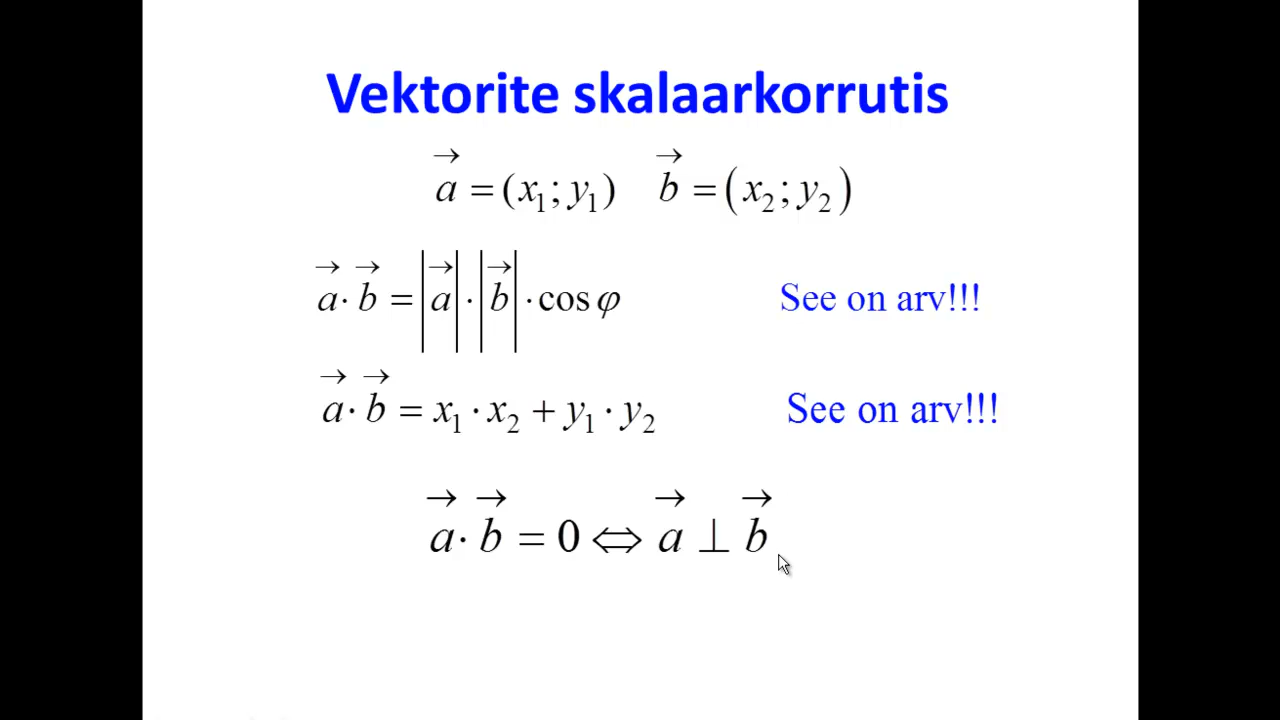 Vektorite skalaarkorrutis
→a = (x₁; y₁) →b = (x₂; y₂)
→a · →b = |→a| · |→b| · cos φ See on arv!!!
→a · →b = x₁ · x₂ + y₁ · y₂ See on arv!!!
→a · →b = 0 ⇔ →a ⊥ →b